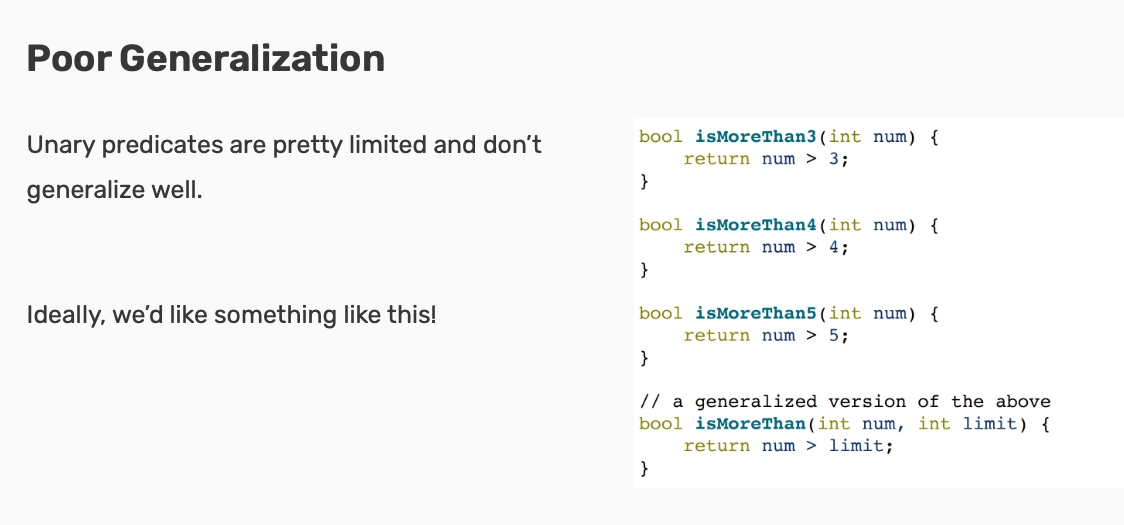 Poor Generalization
Unary predicates are pretty limited and don’t
generalize well.
Ideally, we’d like something like this!
bool isMoreThan3(int num) {
    return num > 3;
}
bool isMoreThan4(int num) {
    return num > 4;
}
bool isMoreThan5(int num) {
    return num > 5;
}
// a generalized version of the above
bool isMoreThan(int num, int limit) {
    return num > limit;
}